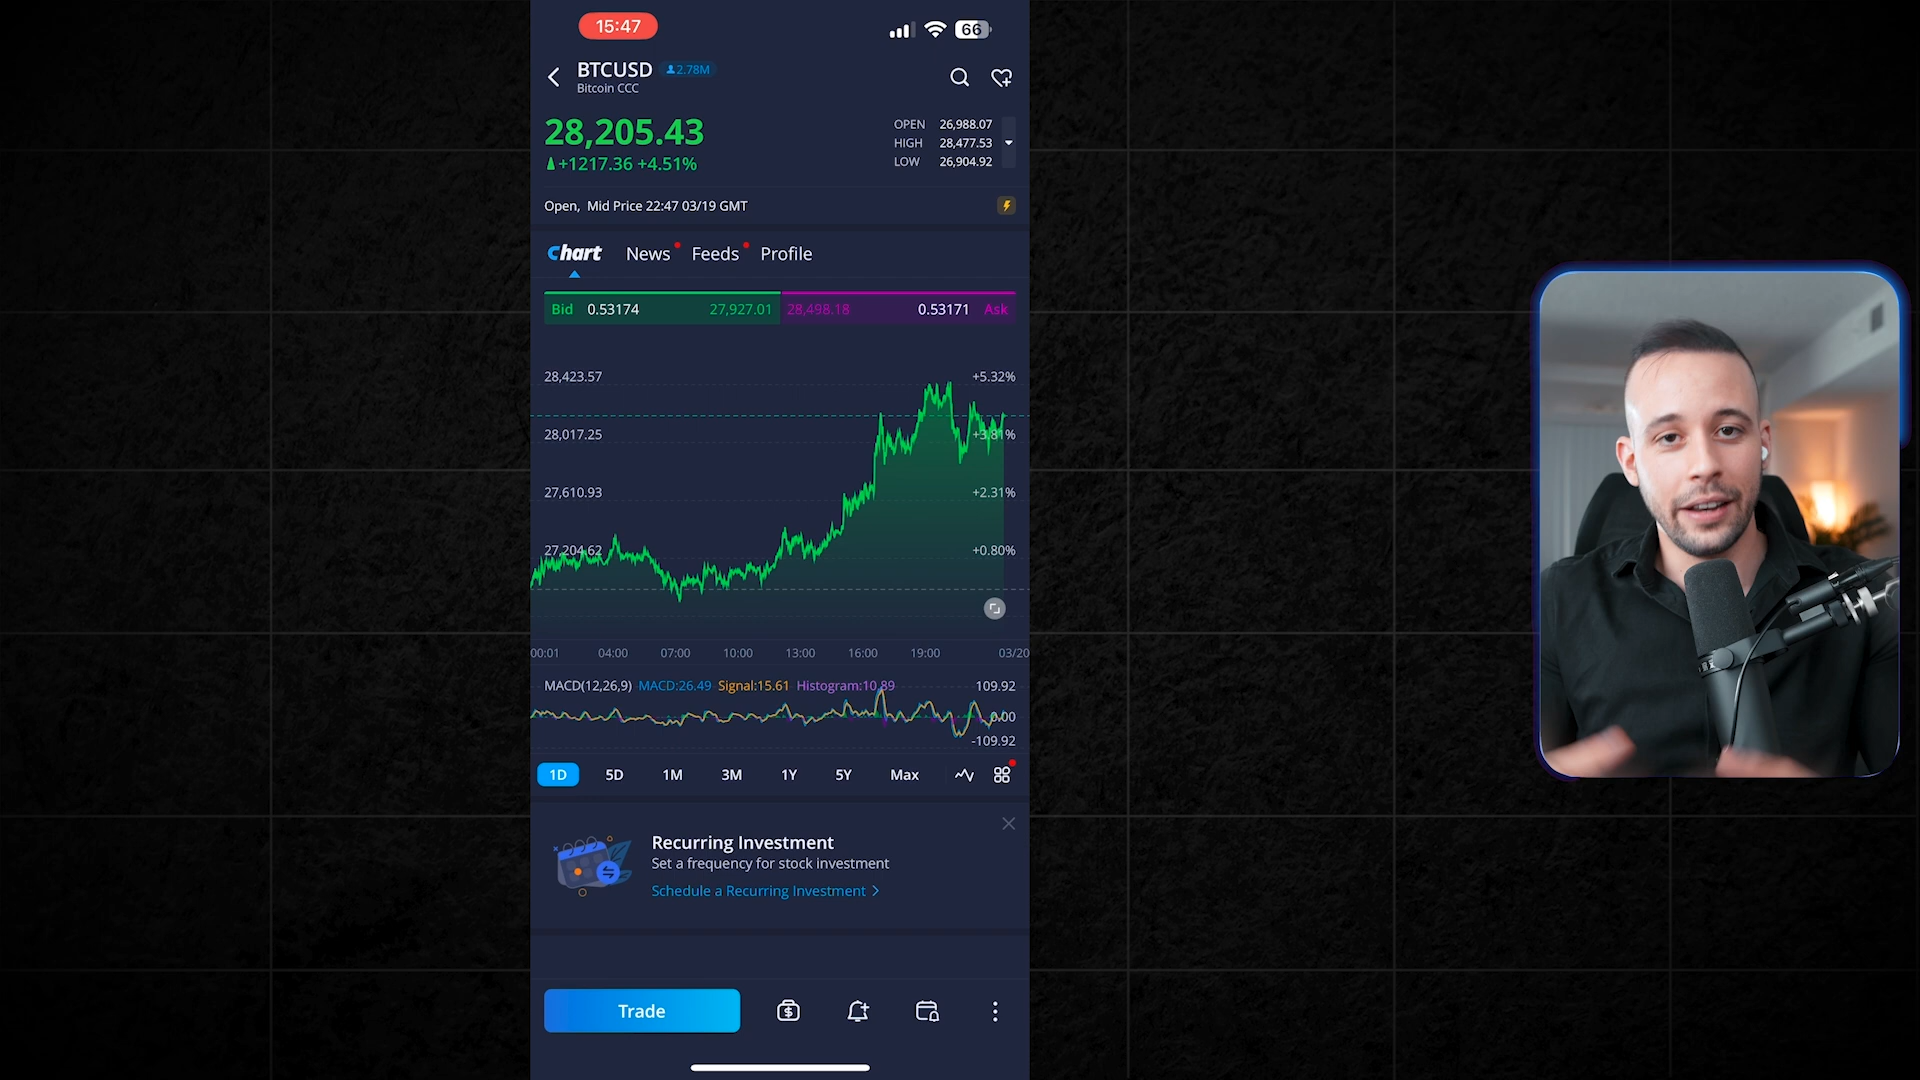 15:47
66
BTCUSD 2.78M
Bitcoin CCC
28,205.43
+1217.36 +4.51%
OPEN 26,988.07
HIGH 28,477.53
LOW 26,904.92
Open, Mid Price 22:47 03/19 GMT
Chart News Feeds Profile
Bid 0.53174 27,927.01 28,498.18 0.53171 Ask
28,423.57 +5.32%
28,017.25 +3.81%
27,610.93 +2.31%
27,204.62 +0.80%
00:01 04:00 07:00 10:00 13:00 16:00 19:00 03/20
MACD(12,26,9) MACD:26.49 Signal:15.61 Histogram:10.89 109.92
0.00
-109.92
1D 5D 1M 3M 1Y 5Y Max
Recurring Investment
Set a frequency for stock investment
Schedule a Recurring Investment >
Trade